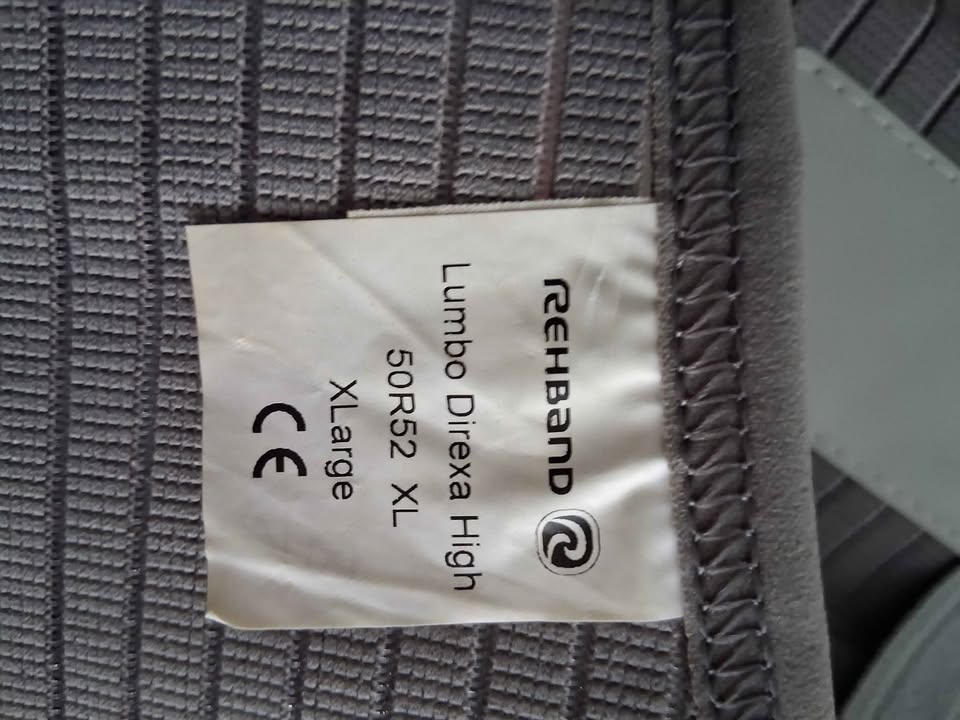 REHBAND
Lumbo Direxa High
50R52 XL
XLarge
CE